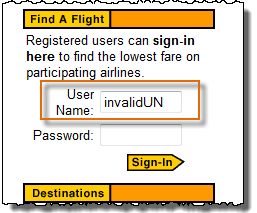 Find A Flight
Registered users can sign-in
here to find the lowest fare on
participating airlines.
User
Name: invalidUN
Password:
Sign-In
Destinations